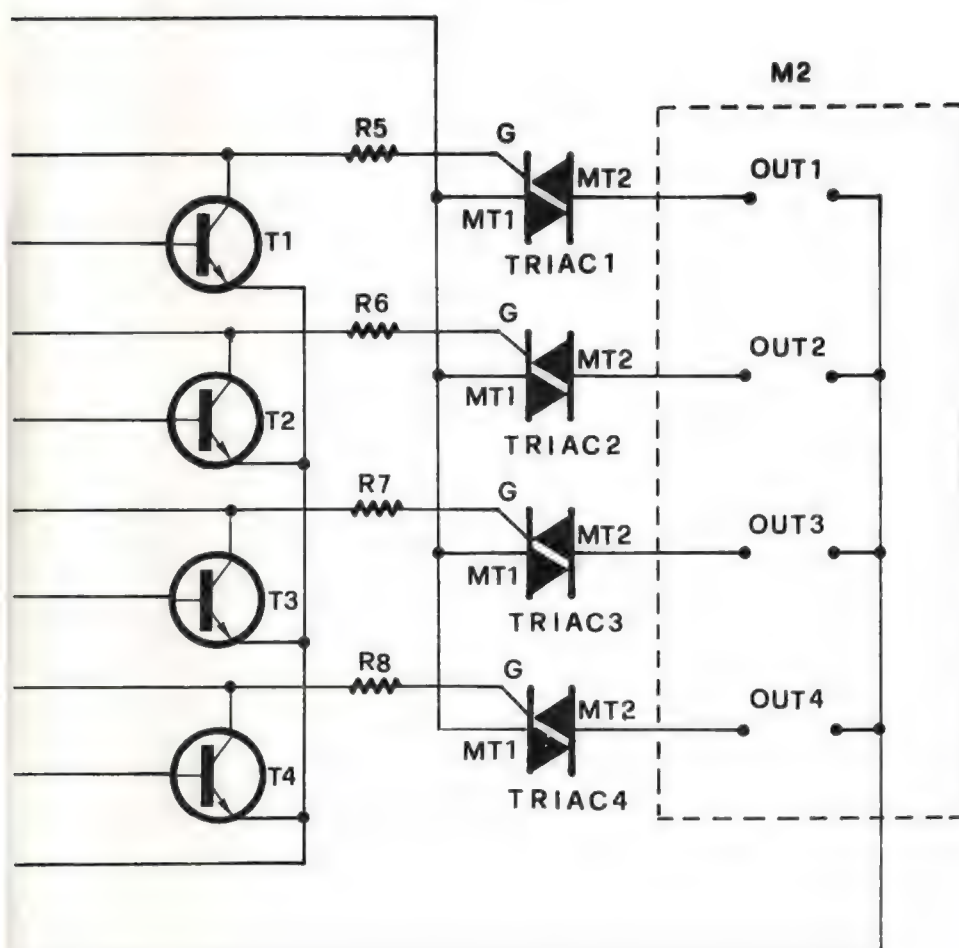 M2
R5
G
MT2
OUT1
MT1
T1
TRIAC1
R6
G
MT2
OUT2
MT1
T2
TRIAC2
R7
G
MT2
OUT3
MT1
T3
TRIAC3
R8
G
MT2
OUT4
MT1
T4
TRIAC4